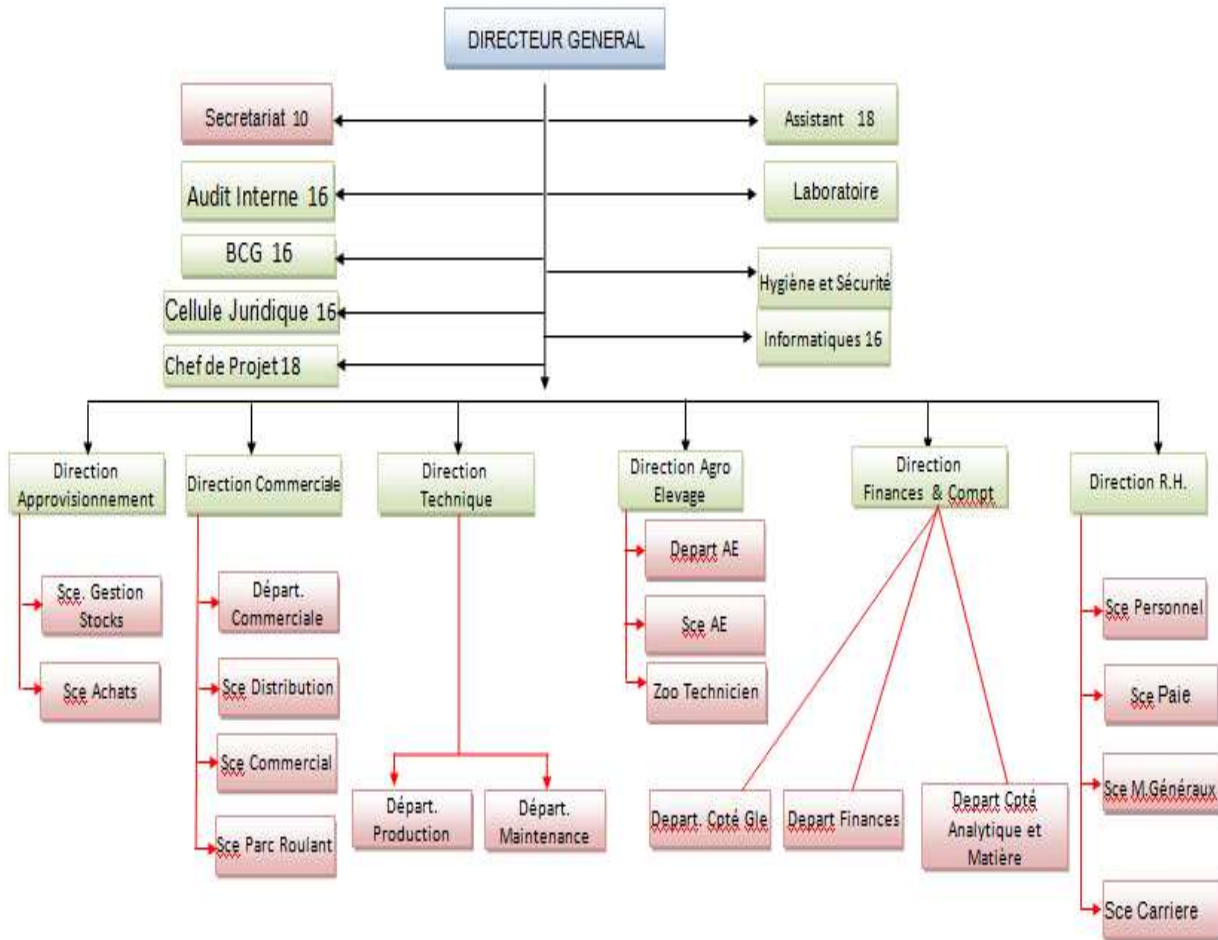 DIRECTEUR GENERAL
Secretariat 10
Assistant 18
Audit Interne 16
Laboratoire
BCG 16
Hygiène et Sécurité
Cellule Juridique 16
Informatiques 16
Chef de Projet 18
Direction
Approvisionnement
Direction Commerciale
Direction
Technique
Direction Agro
Elevage
Direction
Finances & Compt
Direction R.H.
Sce. Gestion
Stocks
Sce Achats
Départ.
Commerciale
Sce Distribution
Sce Commercial
Sce Parc Roulant
Départ.
Production
Départ.
Maintenance
Depart AE
Sce AE
Zoo Technicien
Depart. Cpté Gle
Depart Finances
Depart Cpté
Analytique et
Matière
Sce Personnel
Sce Paie
Sce M.Généraux
Sce Carriere